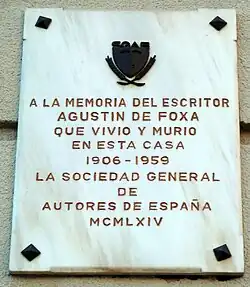 SGAE
A LA MEMORIA DEL ESCRITOR
AGUSTIN DE FOXA
QUE VIVIO Y MURIO
EN ESTA CASA
1906-1959
LA SOCIEDAD GENERAL
DE
AUTORES DE ESPAÑA
MCMLXIV